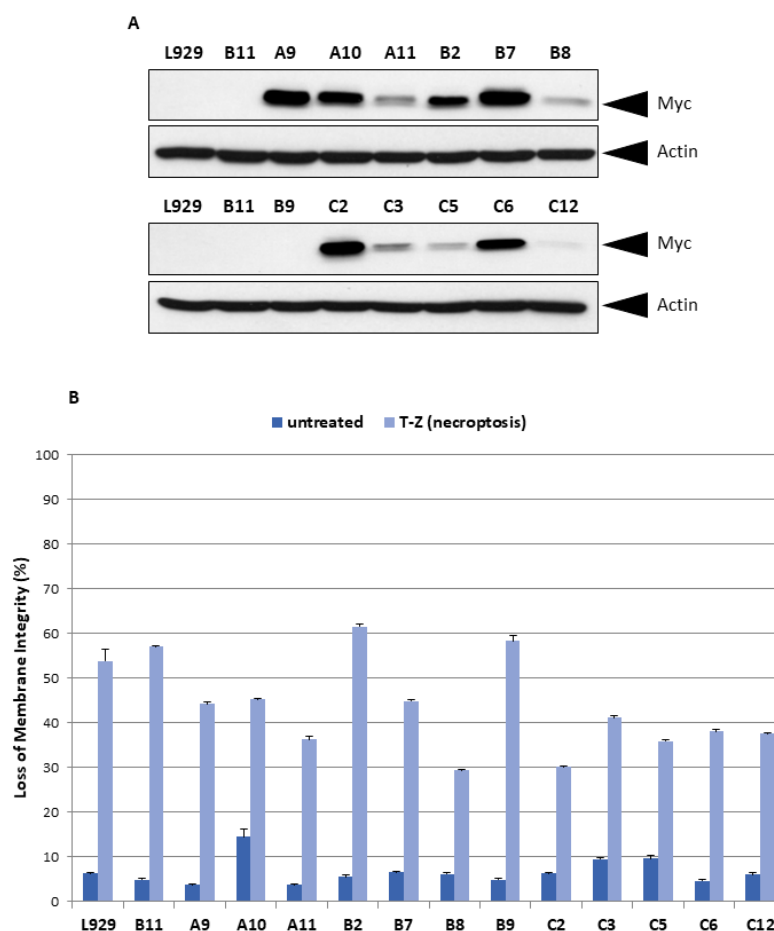 A
L929 B11 A9 A10 A11 B2 B7 B8
Myc
Actin
L929 B11 B9 C2 C3 C5 C6 C12
Myc
Actin
B
untreated T-Z (necroptosis)
Loss of Membrane Integrity (%)
100
90
80
70
60
50
40
30
20
10
0
L929 B11 A9 A10 A11 B2 B7 B8 B9 C2 C3 C5 C6 C12